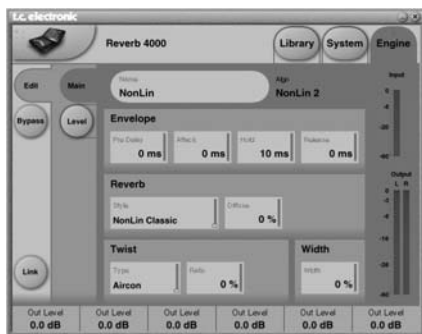 t.c. electronic
Reverb 4000
Library System Engine
Edit Main
Name
NonLin
Algo
NonLin 2
Input
Bypass Level
Envelope
Pre Delay Attack Hold Release
0 ms 0 ms 10 ms 0 ms
Reverb
Output
L R
Style Diffuse
NonLin Classic 0 %
Twist Width
Link
Type Ratio Width
Aircon 0 % 0 %
Out Level Out Level Out Level Out Level Out Level Out Level
0.0 dB 0.0 dB 0.0 dB 0.0 dB 0.0 dB 0.0 dB